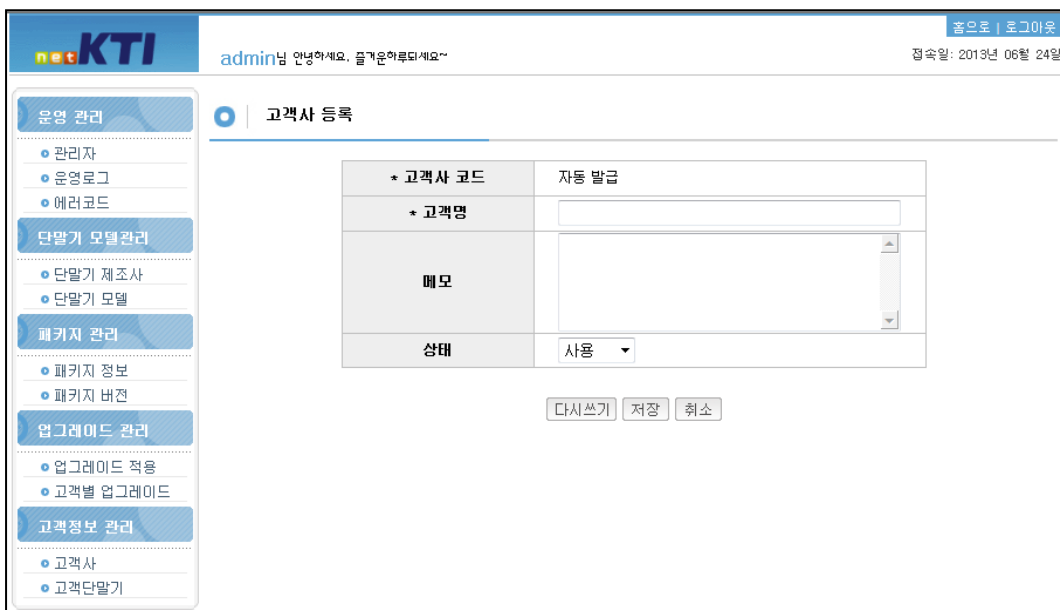 net KTI
홈으로 | 로그아웃
admin님 안녕하세요, 즐거운하루되세요~
접속일: 2013년 06월 24일
운영 관리
관리자
운영로그
에러코드
단말기 모델관리
단말기 제조사
단말기 모델
패키지 관리
패키지 정보
패키지 버전
업그레이드 관리
업그레이드 적용
고객별 업그레이드
고객정보 관리
고객사
고객단말기
고객사 등록
* 고객사 코드 자동 발급
* 고객명
메모
상태 사용
다시쓰기 저장 취소